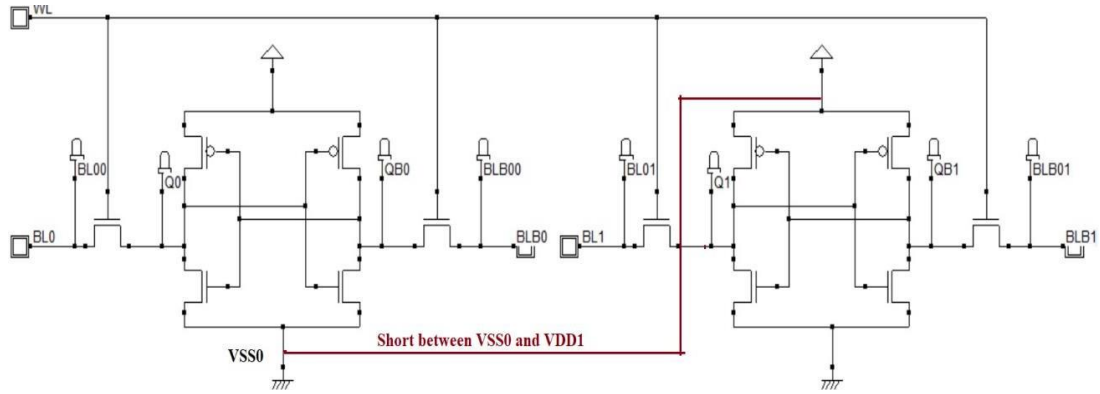 WL
BL00
Q0
QB0
BLB00
BL01
Q1
QB1
BLB01
BL0
BLB0
BL1
BLB1
Short between VSS0 and VDD1
VSS0